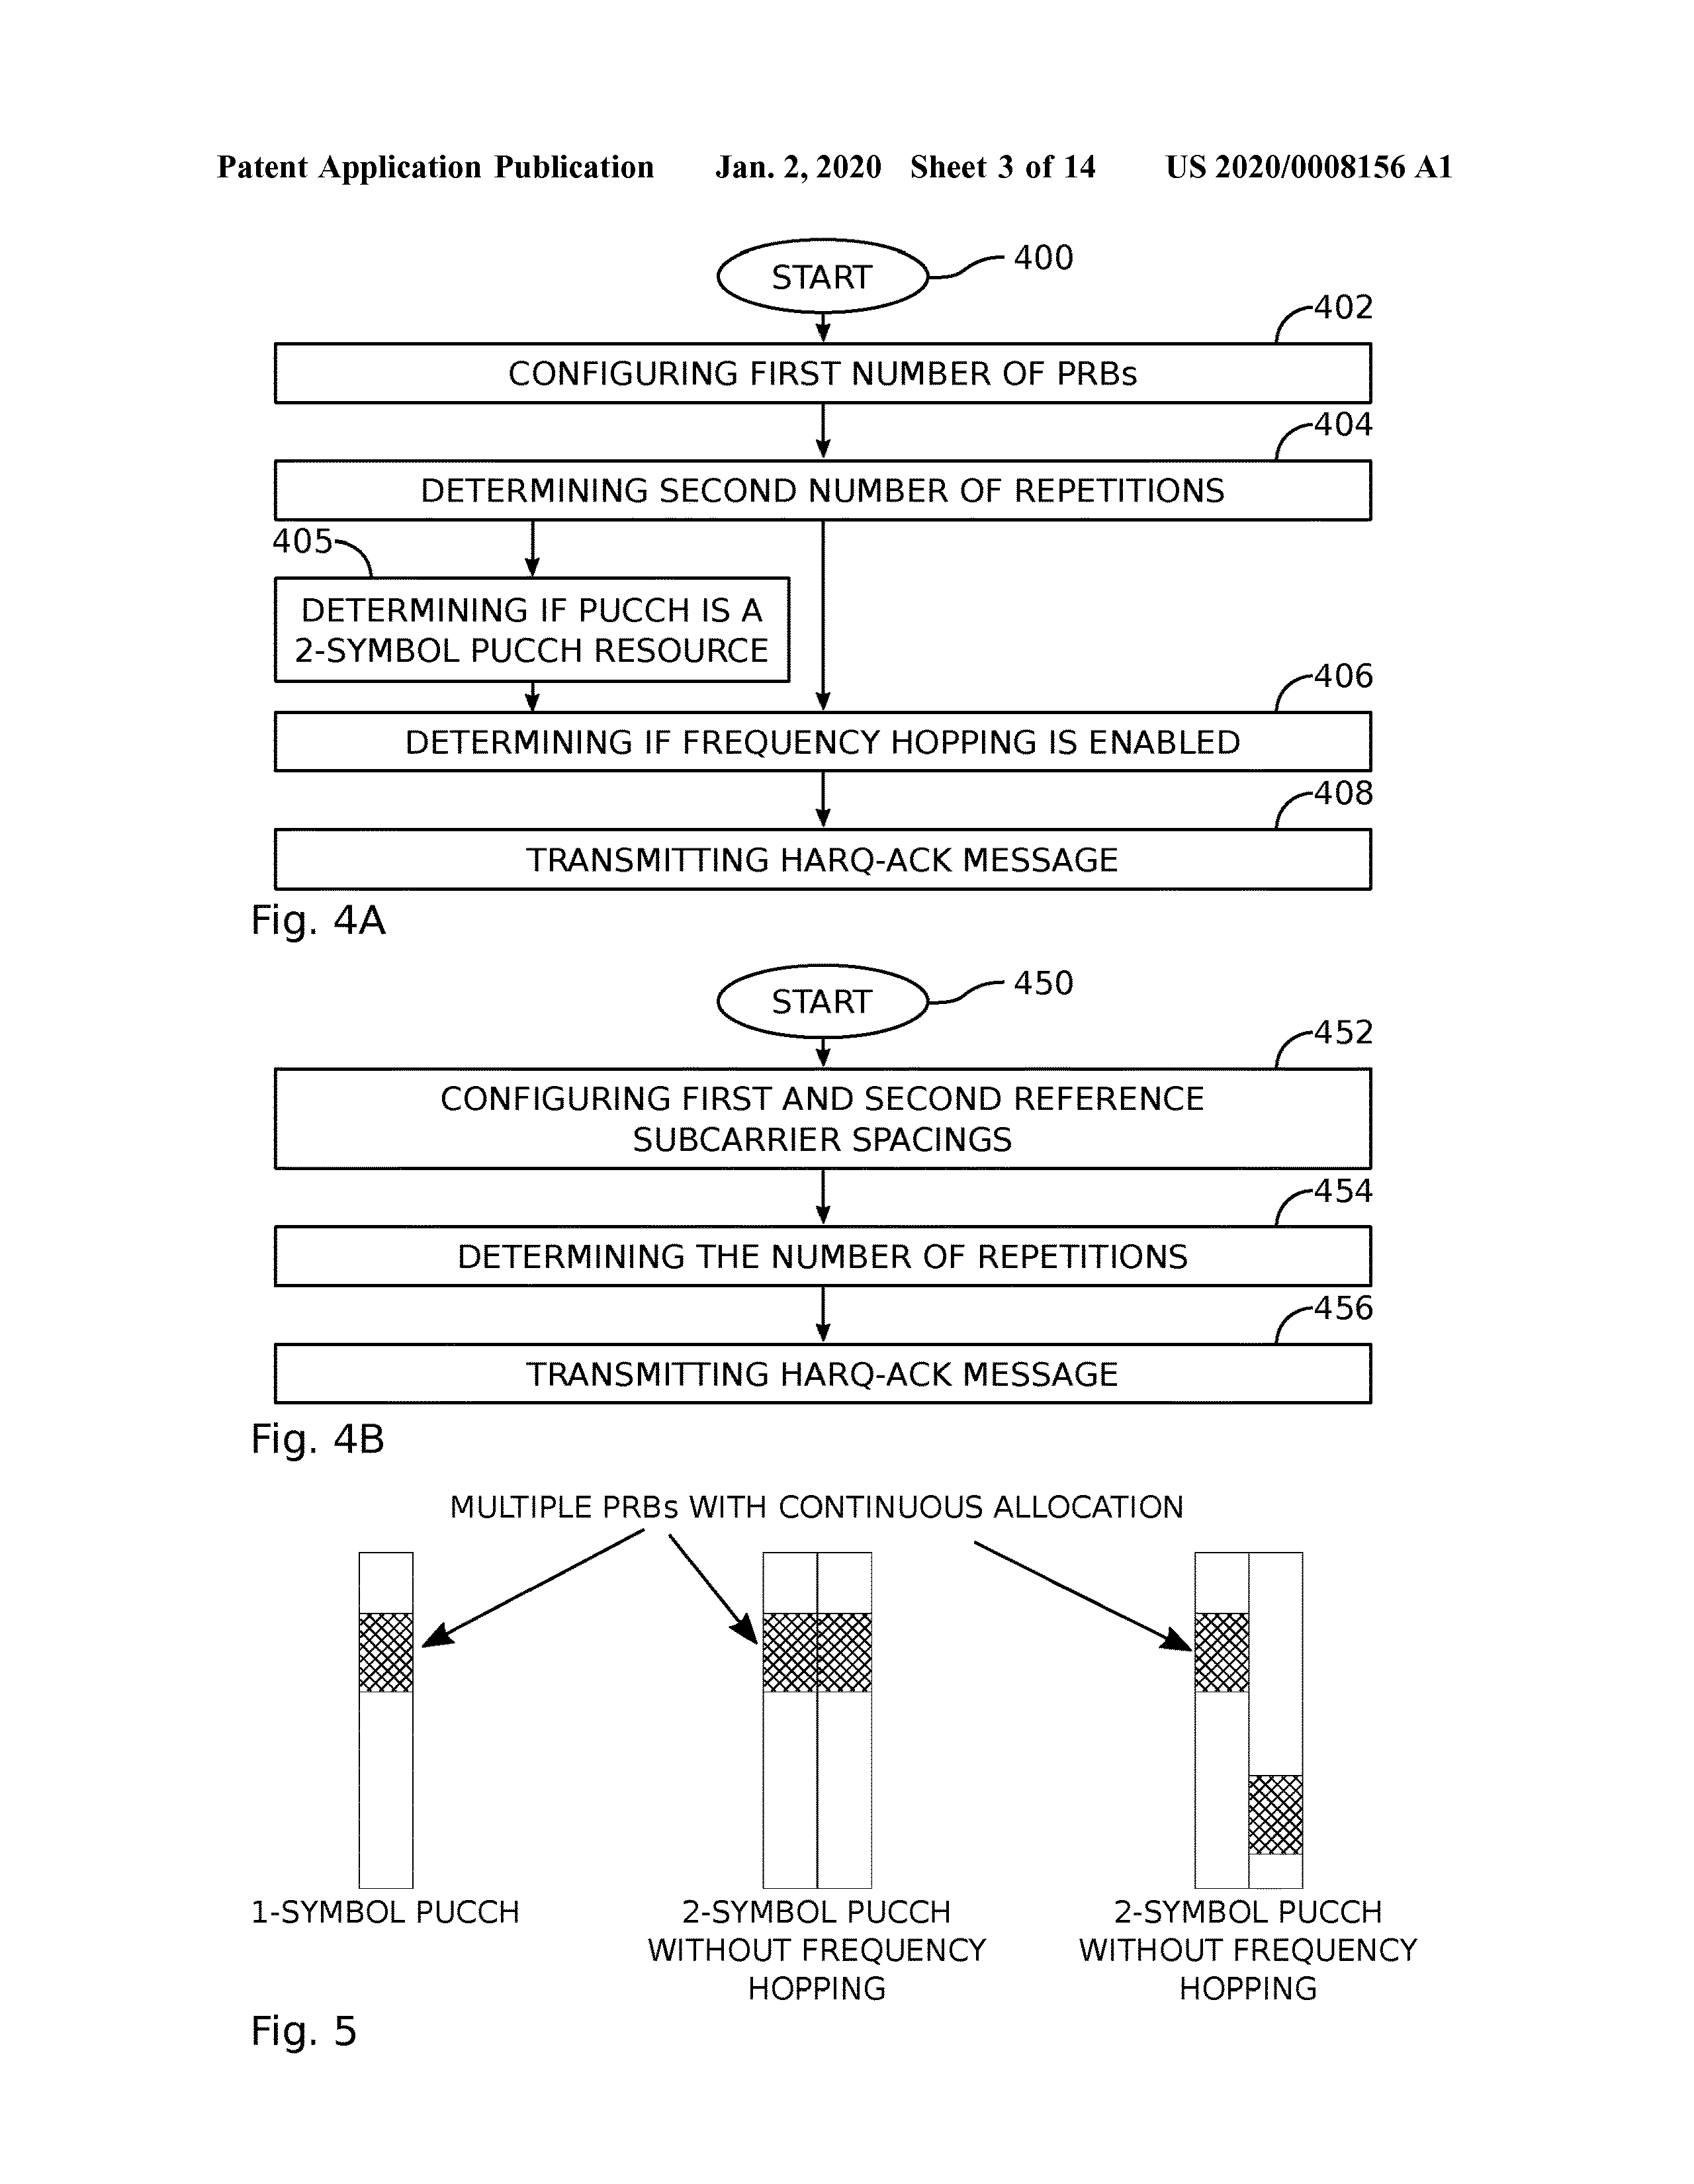 Patent Application Publication Jan. 2, 2020 Sheet 3 of 14 US 2020/0008156 A1
START
400
402
CONFIGURING FIRST NUMBER OF PRBs
404
DETERMINING SECOND NUMBER OF REPETITIONS
405
DETERMINING IF PUCCH IS A
2-SYMBOL PUCCH RESOURCE
406
DETERMINING IF FREQUENCY HOPPING IS ENABLED
408
TRANSMITTING HARQ-ACK MESSAGE
Fig. 4A
START
450
452
CONFIGURING FIRST AND SECOND REFERENCE
SUBCARRIER SPACINGS
454
DETERMINING THE NUMBER OF REPETITIONS
456
TRANSMITTING HARQ-ACK MESSAGE
Fig. 4B
MULTIPLE PRBs WITH CONTINUOUS ALLOCATION
1-SYMBOL PUCCH
2-SYMBOL PUCCH
WITHOUT FREQUENCY
HOPPING
2-SYMBOL PUCCH
WITHOUT FREQUENCY
HOPPING
Fig. 5